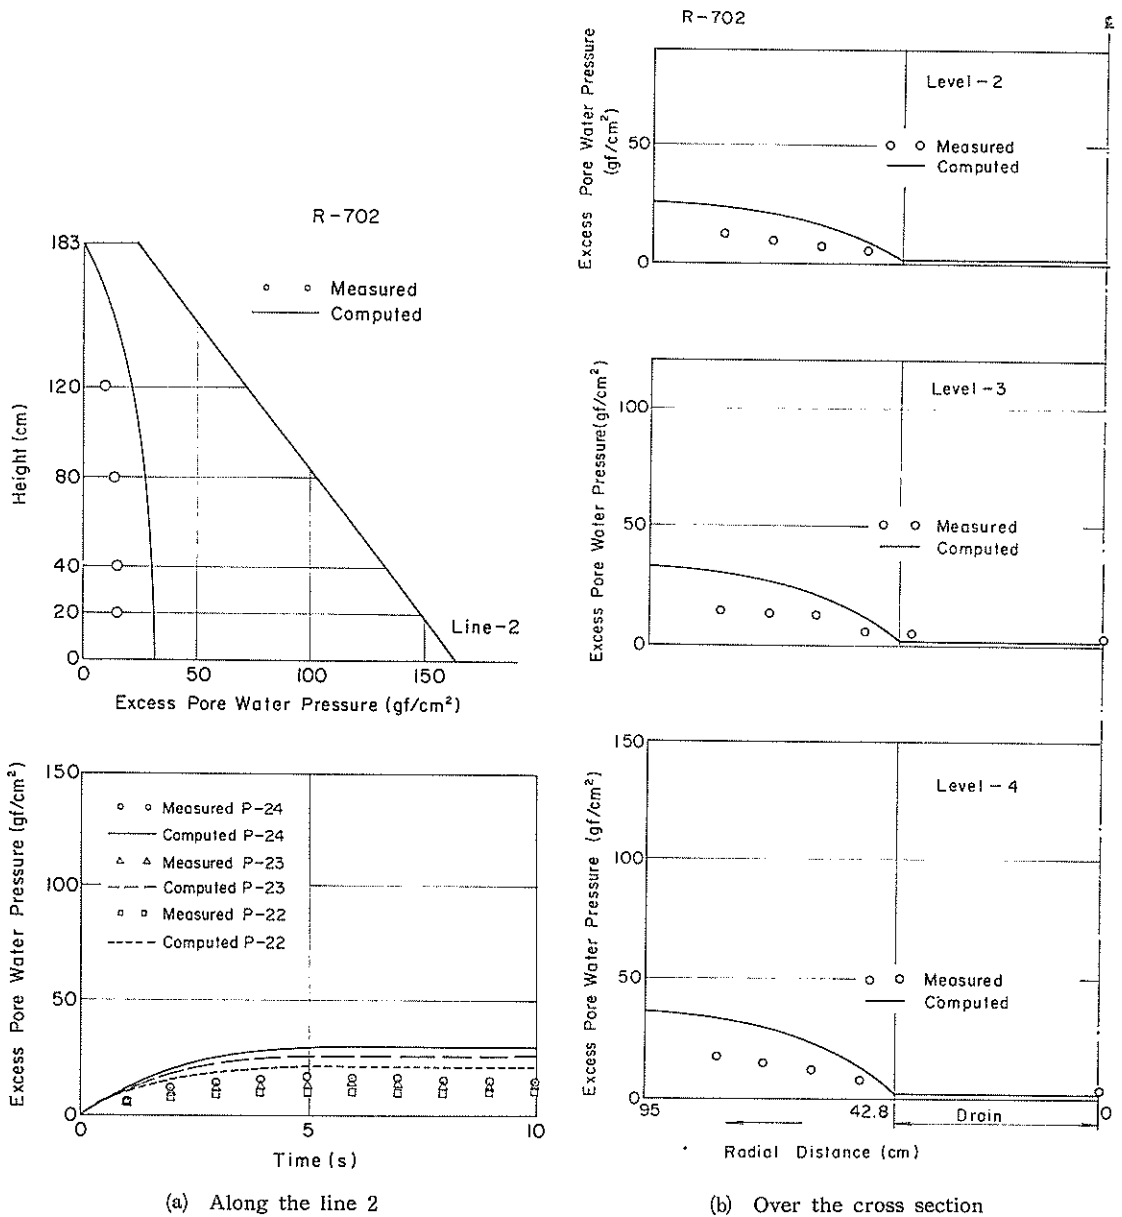 R-702
183
120
80
40
20
0
Height (cm)
Measured
Computed
Line-2
0 50 100 150
Excess Pore Water Pressure (gf/cm²)
150
100
50
0
Excess Pore Water Pressure (gf/cm²)
Measured P-24
Computed P-24
Measured P-23
Computed P-23
Measured P-22
Computed P-22
0 5 10
Time (s)
(a) Along the line 2
R-702
℄
Excess Pore Water Pressure
(gf/cm²)
50
0
Level-2
Measured
Computed
Excess Pore Water Pressure (gf/cm²)
100
50
0
Level-3
Measured
Computed
Excess Pore Water Pressure (gf/cm²)
150
100
50
0
Level-4
Measured
Computed
95 42.8 Drain 0
Radial Distance (cm)
(b) Over the cross section